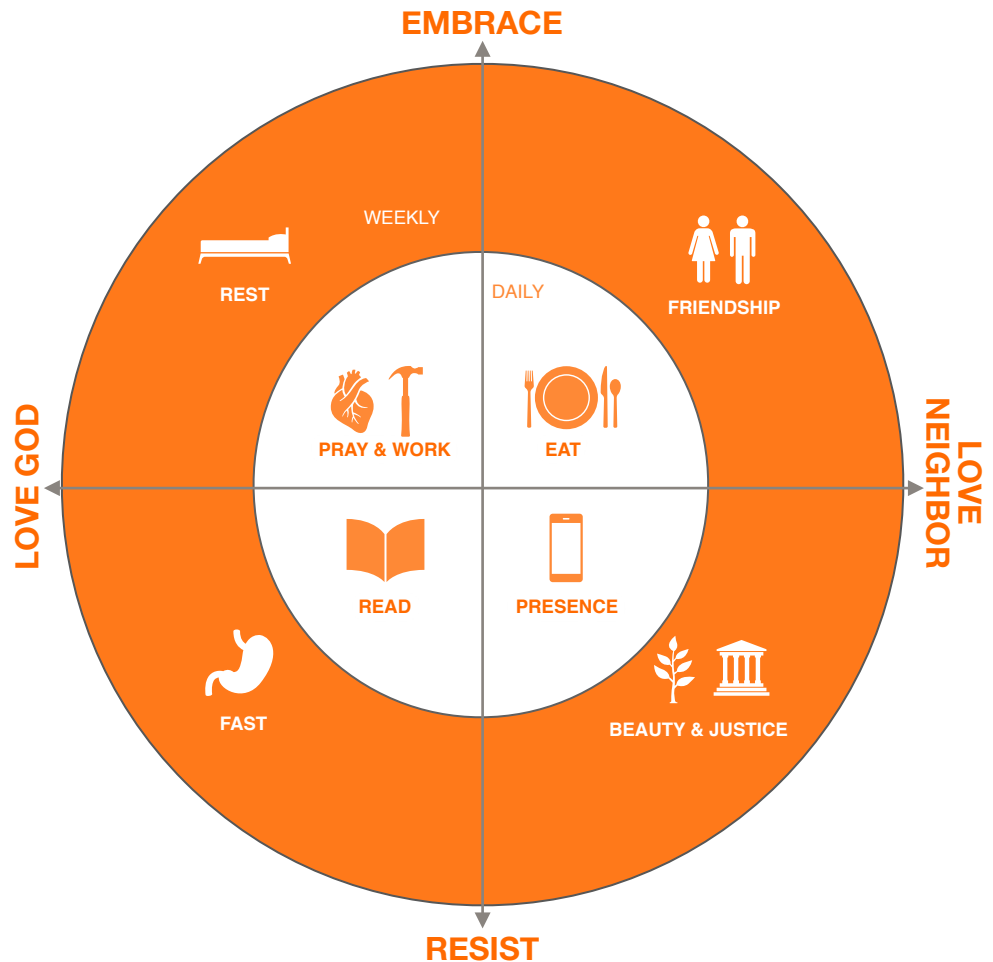 EMBRACE
WEEKLY
DAILY
REST
FRIENDSHIP
PRAY & WORK
EAT
LOVE GOD
LOVE
NEIGHBOR
READ
PRESENCE
FAST
BEAUTY & JUSTICE
RESIST